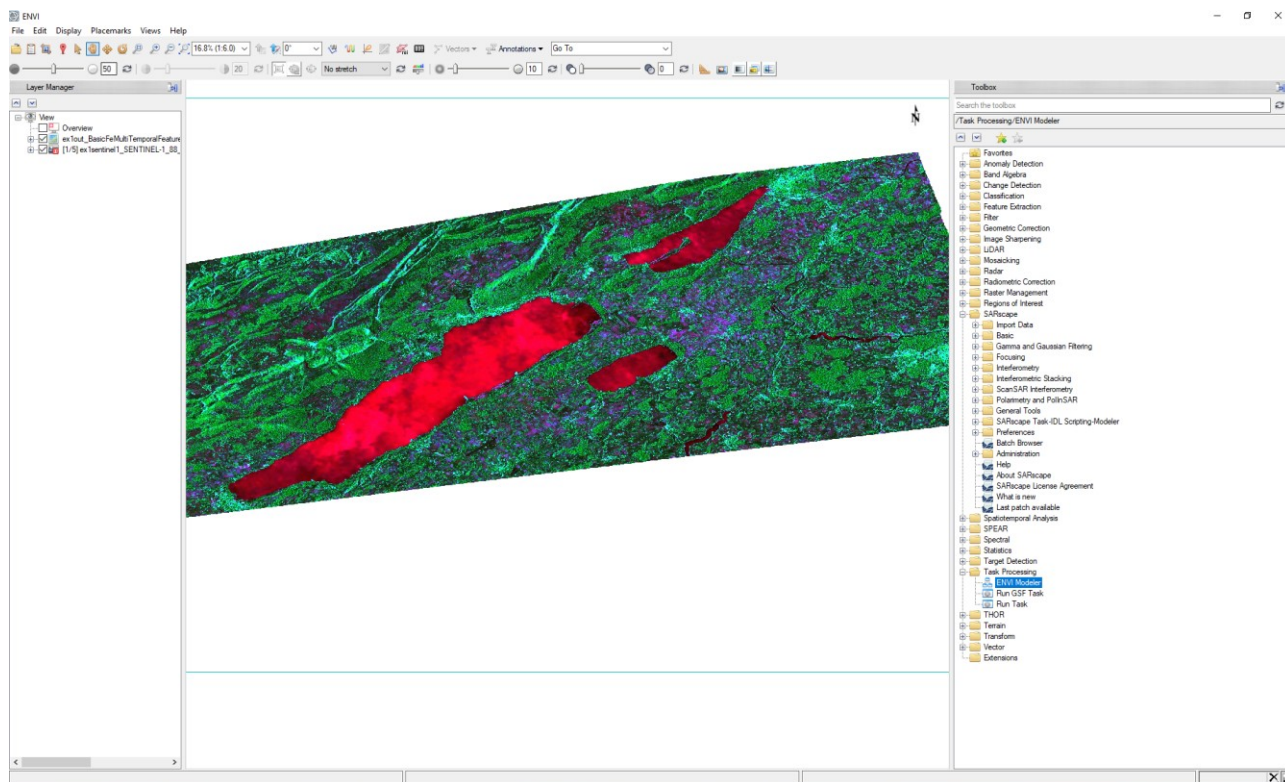 ENVI
File Edit Display Placemarks Views Help
16.8% (1:6.0) 0° Vectors Annotations Go To
50 20 No stretch 10 0
Layer Manager
View
Overview
ex1out_BasicFeMultiTemporalFeature
[1/5] ex1sentinel1_SENTINEL-1_88_
N
Toolbox
Search the toolbox
/Task Processing/ENVI Modeler
Favorites
Anomaly Detection
Band Algebra
Change Detection
Classification
Feature Extraction
Filter
Geometric Correction
Image Sharpening
LiDAR
Mosaicking
Radar
Radiometric Correction
Raster Management
Regions of Interest
SARscape
Import Data
Basic
Gamma and Gaussian Filtering
Focusing
Interferometry
Interferometric Stacking
ScanSAR Interferometry
Polarimetry and PolInSAR
General Tools
SARscape Task-IDL Scripting-Modeler
Preferences
Batch Browser
Administration
Help
About SARscape
SARscape License Agreement
What is new
Last patch available
Spatiotemporal Analysis
SPEAR
Spectral
Statistics
Target Detection
Task Processing
ENVI Modeler
Run GSF Task
Run Task
THOR
Terrain
Transform
Vector
Extensions